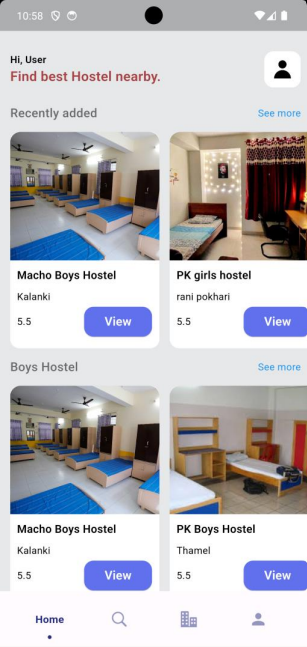 10:58
Hi, User
Find best Hostel nearby.
Recently added
See more
Macho Boys Hostel
Kalanki
5.5
View
PK girls hostel
rani pokhari
5.5
View
Boys Hostel
See more
Macho Boys Hostel
Kalanki
5.5
View
PK Boys Hostel
Thamel
5.5
View
Home